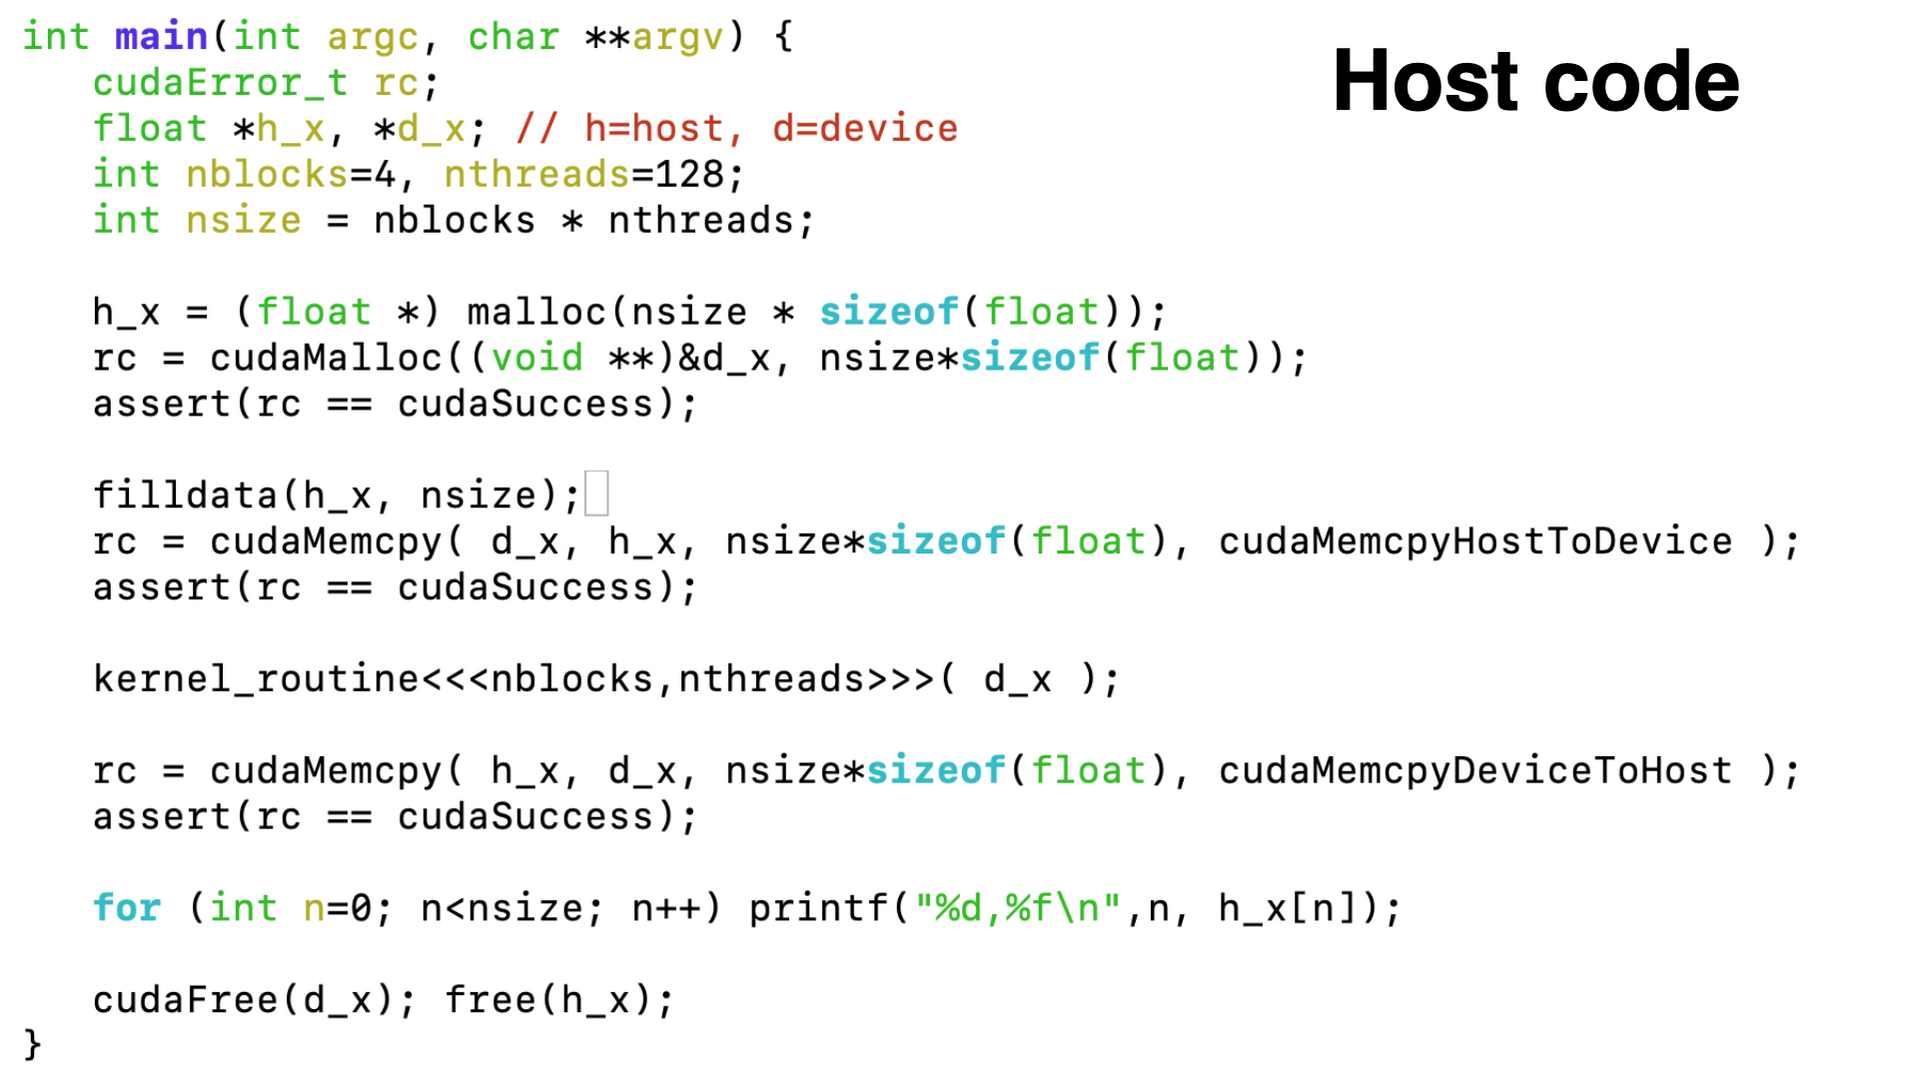 int main(int argc, char **argv) {
Host code
   cudaError_t rc;
   float *h_x, *d_x; // h=host, d=device
   int nblocks=4, nthreads=128;
   int nsize = nblocks * nthreads;

   h_x = (float *) malloc(nsize * sizeof(float));
   rc = cudaMalloc((void **)&d_x, nsize*sizeof(float));
   assert(rc == cudaSuccess);

   filldata(h_x, nsize);
   rc = cudaMemcpy( d_x, h_x, nsize*sizeof(float), cudaMemcpyHostToDevice );
   assert(rc == cudaSuccess);

   kernel_routine<<<nblocks,nthreads>>>( d_x );

   rc = cudaMemcpy( h_x, d_x, nsize*sizeof(float), cudaMemcpyDeviceToHost );
   assert(rc == cudaSuccess);

   for (int n=0; n<nsize; n++) printf("%d,%f\n",n, h_x[n]);

   cudaFree(d_x); free(h_x);
}